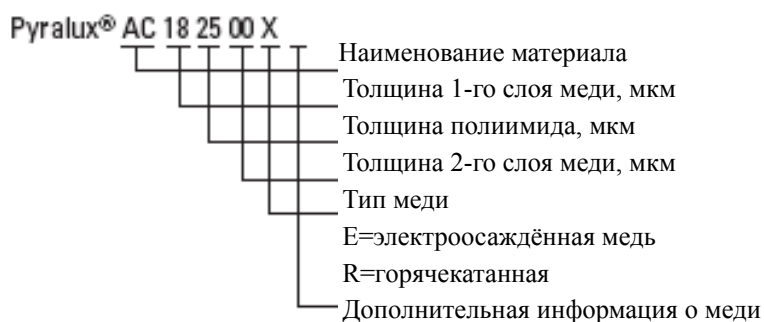 Pyralux® AC 18 25 00 X
Наименование материала
Толщина 1-го слоя меди, мкм
Толщина полиимида, мкм
Толщина 2-го слоя меди, мкм
Тип меди
E=электроосаждённая медь
R=горячекатанная
Дополнительная информация о меди